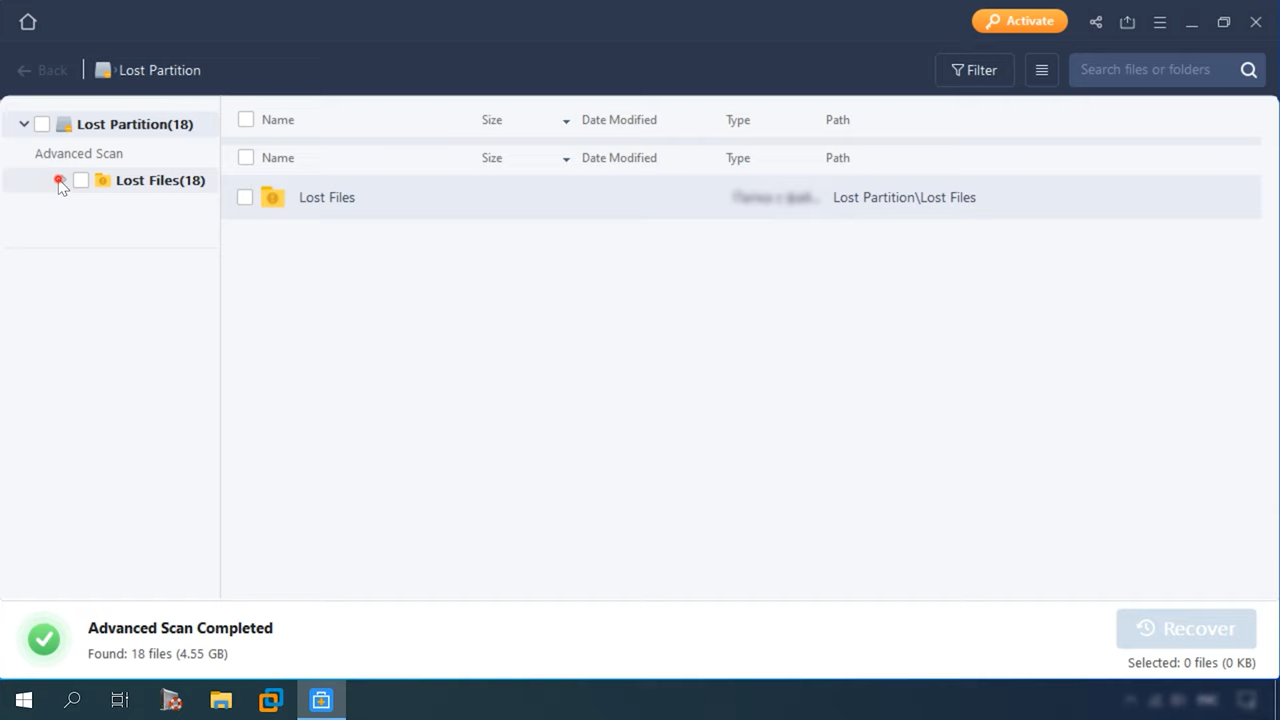 Activate
Back
Lost Partition
Filter
Search files or folders
Lost Partition(18)
Name Size Date Modified Type Path
Advanced Scan
Name Size Date Modified Type Path
Lost Files(18)
Lost Files Lost Partition\Lost Files
Advanced Scan Completed
Found: 18 files (4.55 GB)
Recover
Selected: 0 files (0 KB)